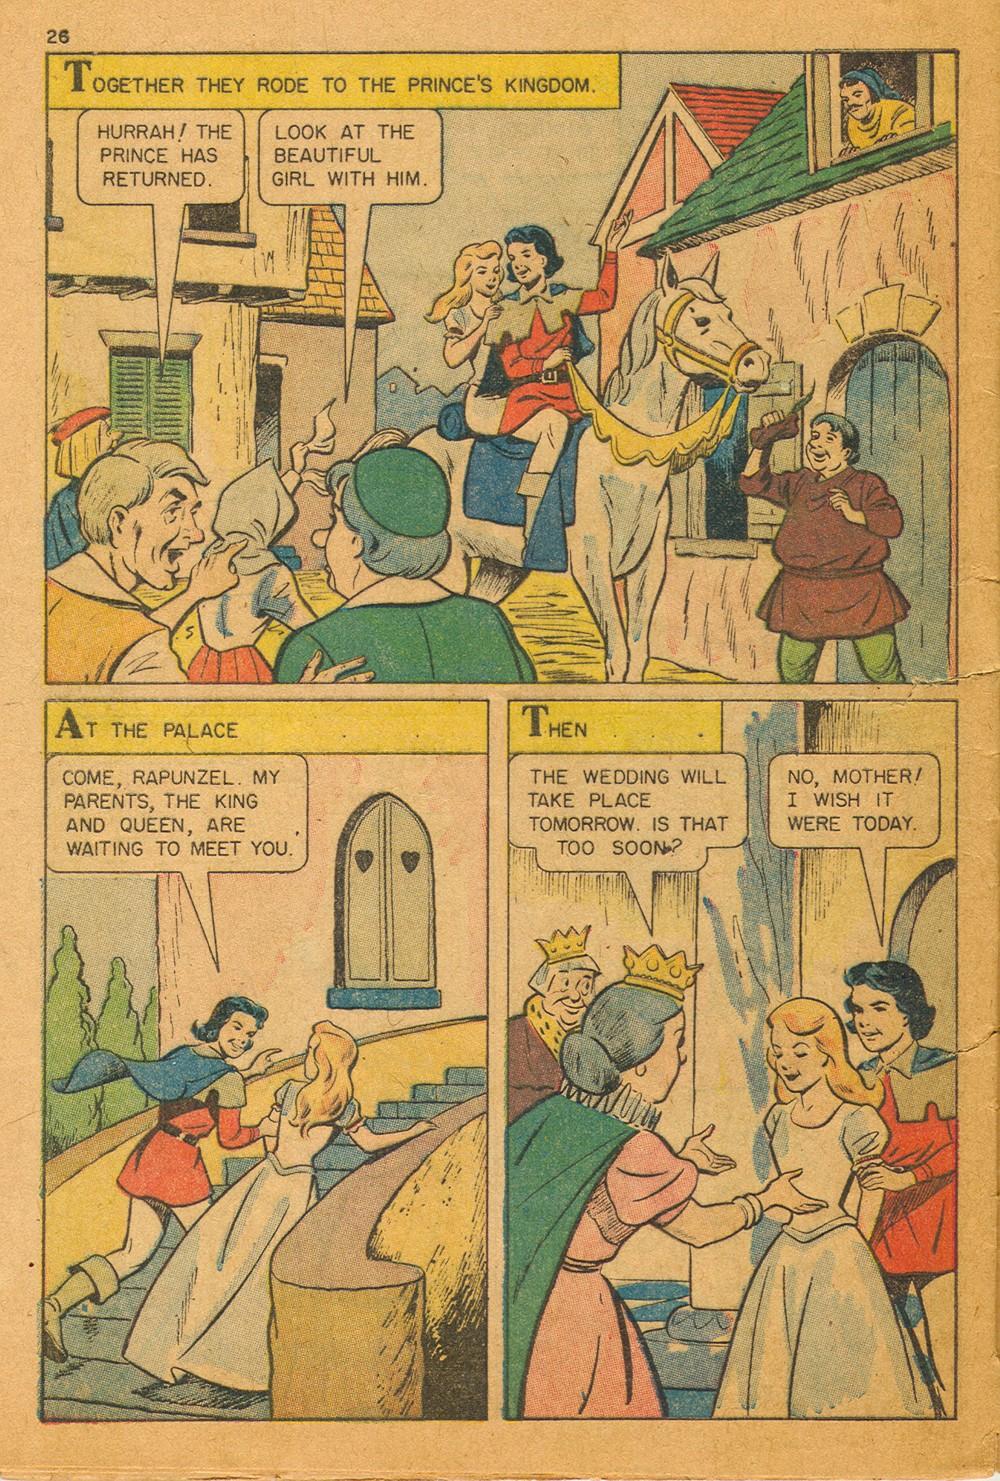 26
TOGETHER THEY RODE TO THE PRINCE'S KINGDOM.
HURRAH! THE
PRINCE HAS
RETURNED.
LOOK AT THE
BEAUTIFUL
GIRL WITH HIM.
AT THE PALACE
COME, RAPUNZEL. MY
PARENTS, THE KING
AND QUEEN, ARE
WAITING TO MEET YOU.
THEN
THE WEDDING WILL
TAKE PLACE
TOMORROW. IS THAT
TOO SOON?
NO, MOTHER!
I WISH IT
WERE TODAY.